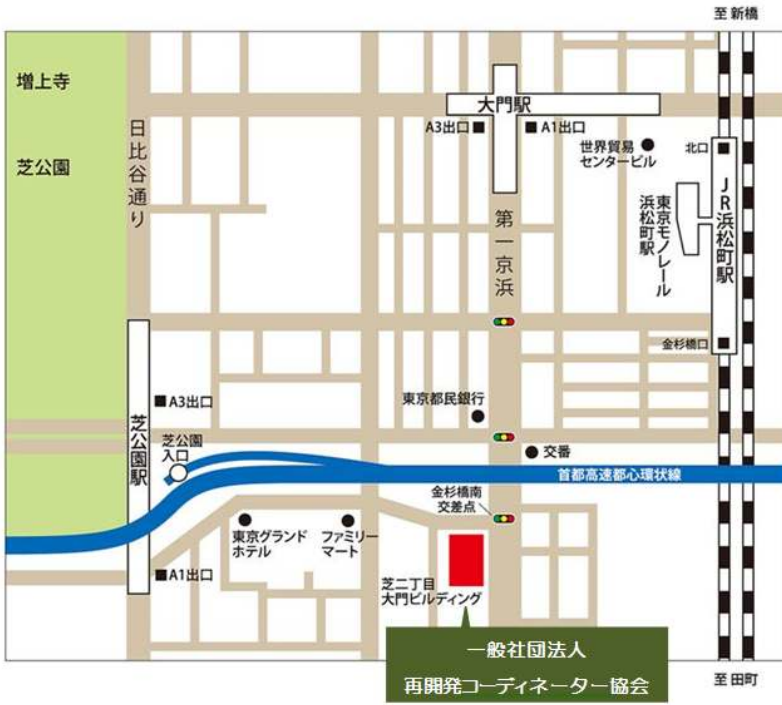 至 新橋
増上寺
大門駅
A3出口
A1出口
日比谷通り
世界貿易
センタービル
北口
芝公園
JR浜松町駅
東京モノレール
浜松町駅
第一京浜
金杉橋口
A3出口
東京都民銀行
芝公園駅
芝公園
入口
交番
首都高速都心環状線
金杉橋南
交差点
東京グランド
ホテル
ファミリー
マート
A1出口
芝二丁目
大門ビルディング
一般社団法人
再開発コーディネーター協会
至 田町